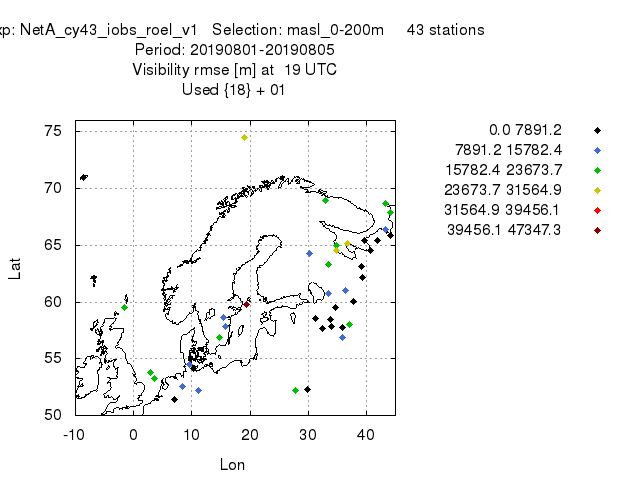 xp: NetA_cy43_iobs_roel_v1 Selection: masl_0-200m 43 stations
Period: 20190801-20190805
Visibility rmse [m] at 19 UTC
Used {18} + 01
0.0 7891.2
7891.2 15782.4
15782.4 23673.7
23673.7 31564.9
31564.9 39456.1
39456.1 47347.3
75
70
65
60
55
50
Lat
-10 0 10 20 30 40
Lon